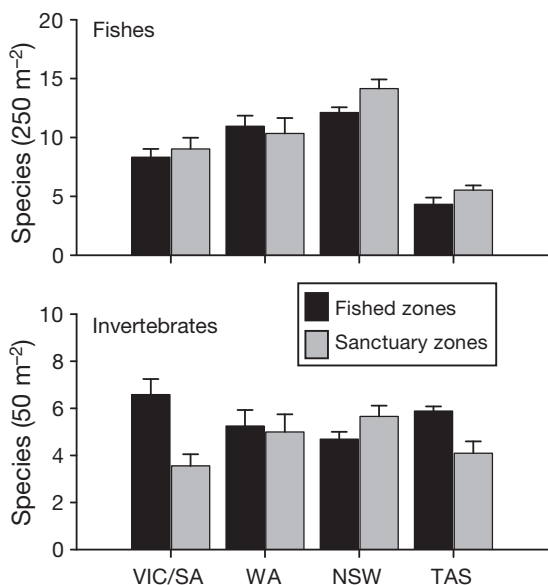 20
Fishes
15
10
5
0
Species (250 m⁻²)
10
Invertebrates
8
6
4
2
0
Species (50 m⁻²)
Fished zones
Sanctuary zones
VIC/SA WA NSW TAS